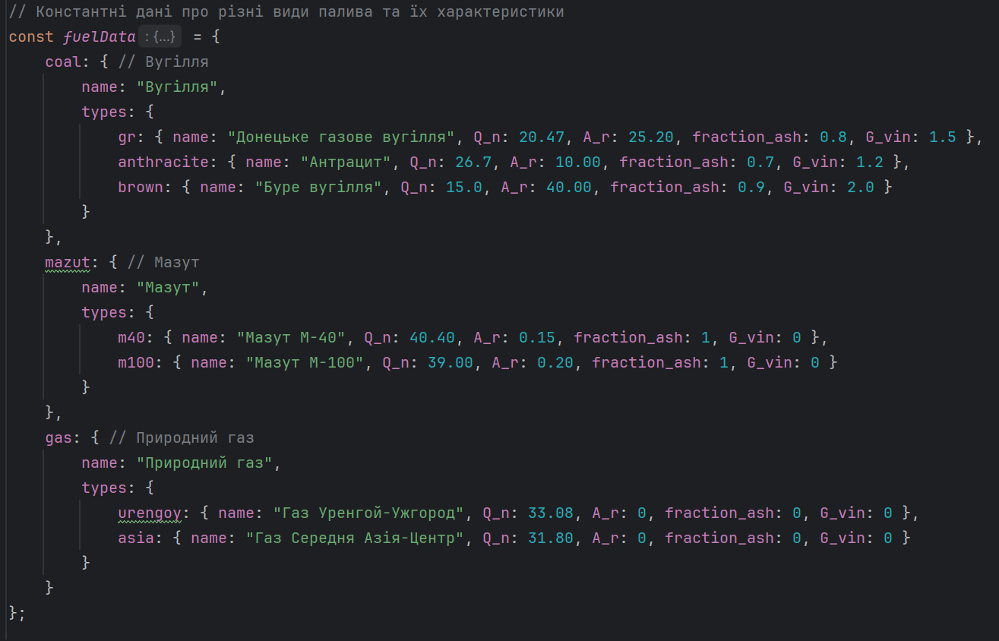 // Константні дані про різні види палива та їх характеристики
const fuelData : {...} = {
    coal: { // Вугілля
        name: "Вугілля",
        types: {
            gr: { name: "Донецьке газове вугілля", Q_n: 20.47, A_r: 25.20, fraction_ash: 0.8, G_vin: 1.5 },
            anthracite: { name: "Антрацит", Q_n: 26.7, A_r: 10.00, fraction_ash: 0.7, G_vin: 1.2 },
            brown: { name: "Буре вугілля", Q_n: 15.0, A_r: 40.00, fraction_ash: 0.9, G_vin: 2.0 }
        }
    },
    mazut: { // Мазут
        name: "Мазут",
        types: {
            m40: { name: "Мазут М-40", Q_n: 40.40, A_r: 0.15, fraction_ash: 1, G_vin: 0 },
            m100: { name: "Мазут М-100", Q_n: 39.00, A_r: 0.20, fraction_ash: 1, G_vin: 0 }
        }
    },
    gas: { // Природний газ
        name: "Природний газ",
        types: {
            urengoy: { name: "Газ Уренгой-Ужгород", Q_n: 33.08, A_r: 0, fraction_ash: 0, G_vin: 0 },
            asia: { name: "Газ Середня Азія-Центр", Q_n: 31.80, A_r: 0, fraction_ash: 0, G_vin: 0 }
        }
    }
};